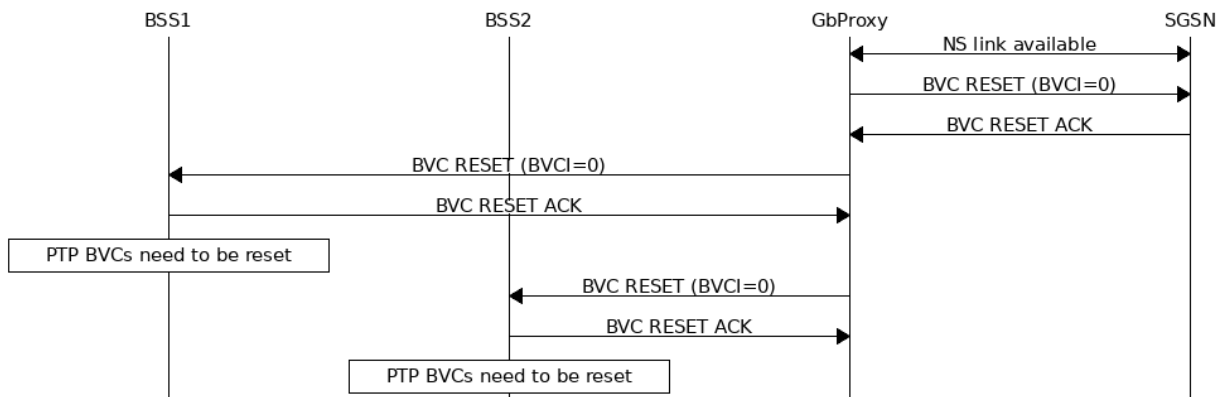 BSS1 BSS2 GbProxy SGSN
NS link available
BVC RESET (BVCI=0)
BVC RESET ACK
BVC RESET (BVCI=0)
BVC RESET ACK
PTP BVCs need to be reset
BVC RESET (BVCI=0)
BVC RESET ACK
PTP BVCs need to be reset